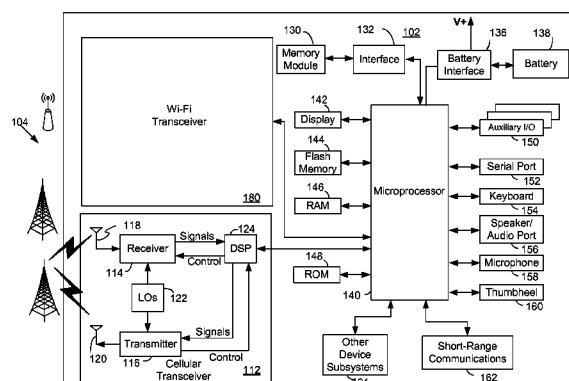 V+
130
132
102
136
138
Memory
Module
Interface
Battery
Interface
Battery
104
Wi-Fi
Transceiver
180
142
Display
144
Flash
Memory
146
RAM
148
ROM
140
Microprocessor
Auxiliary I/O
150
Serial Port
152
Keyboard
154
Speaker/
Audio Port
156
Microphone
158
Thumbheel
160
118
Receiver
114
Signals
Control
124
DSP
LOs
122
120
Transmitter
116
Signals
Control
Cellular
Transceiver
112
Other
Device
Subsystems
Short-Range
Communications
162